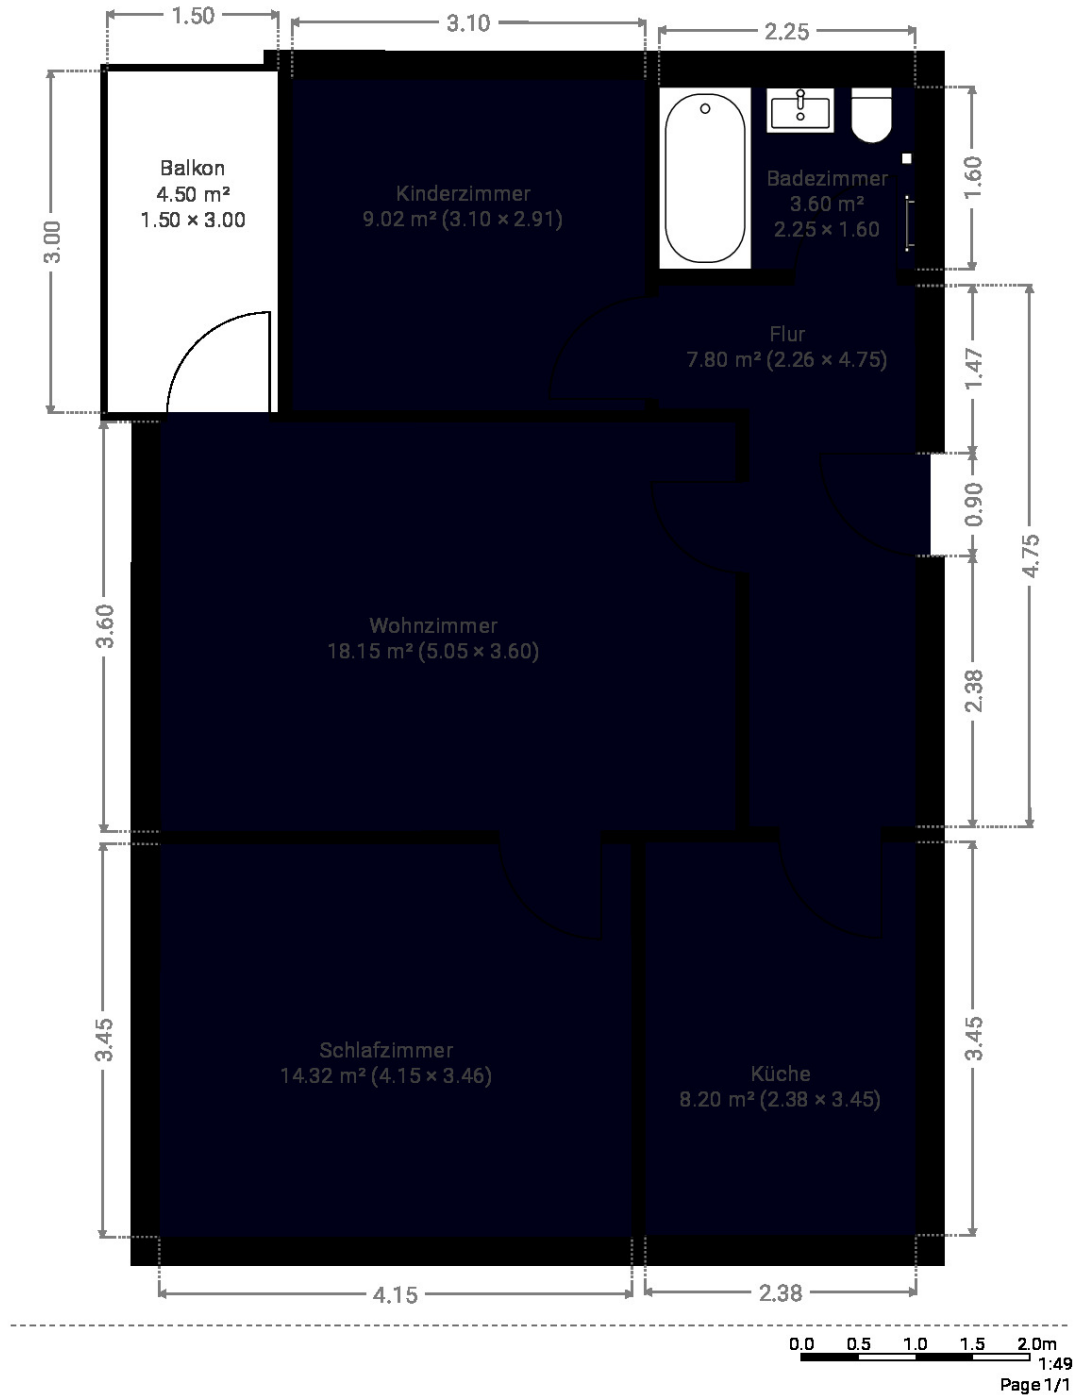 1.50
3.10
2.25
3.00
Balkon
4.50 m²
1.50 × 3.00
Kinderzimmer
9.02 m² (3.10 × 2.91)
Badezimmer
3.60 m²
2.25 × 1.60
1.60
Flur
7.80 m² (2.26 × 4.75)
1.47
0.90
4.75
3.60
Wohnzimmer
18.15 m² (5.05 × 3.60)
2.38
3.45
Schlafzimmer
14.32 m² (4.15 × 3.46)
Küche
8.20 m² (2.38 × 3.45)
3.45
4.15
2.38
0.0 0.5 1.0 1.5 2.0m
1:49
Page 1/1